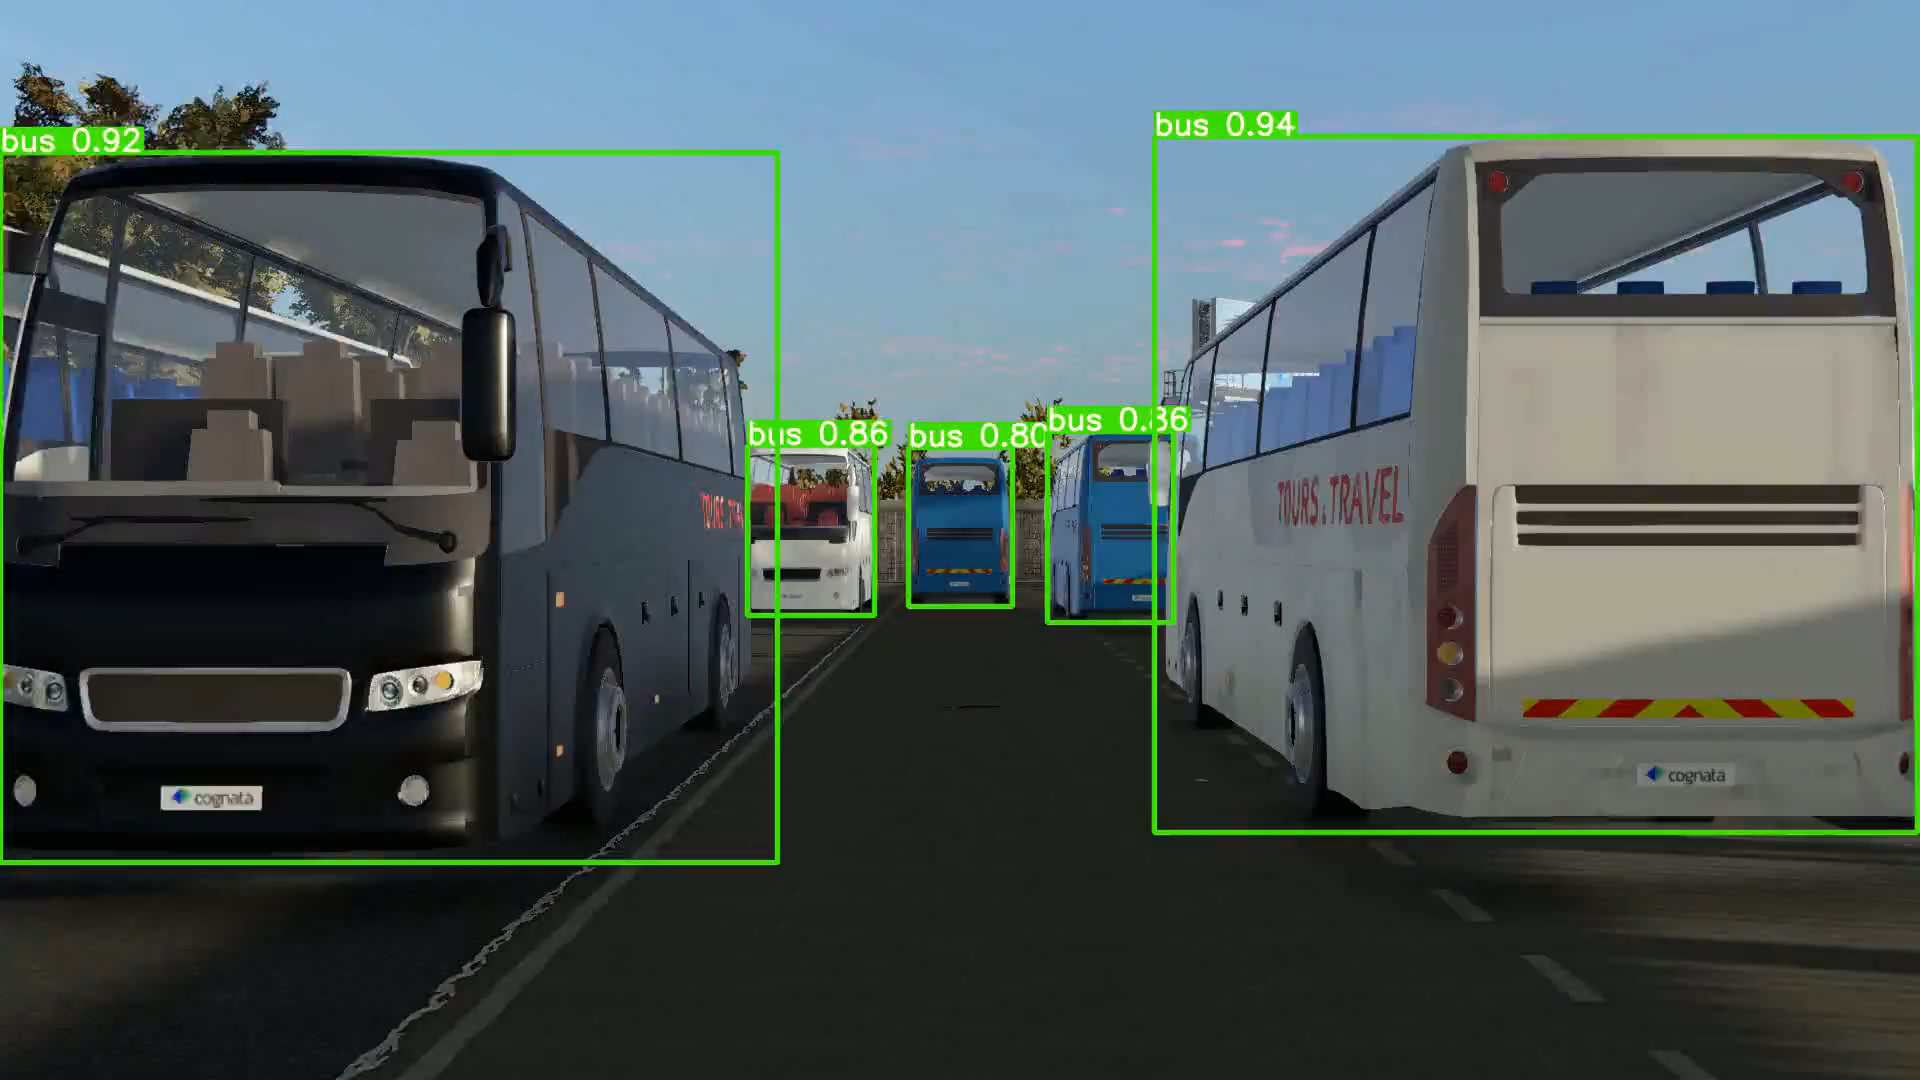 bus 0.94
bus 0.92
bus 0.86
bus 0.86
bus 0.80
TOURS & TRAVEL
TOURS
cognata
cognata